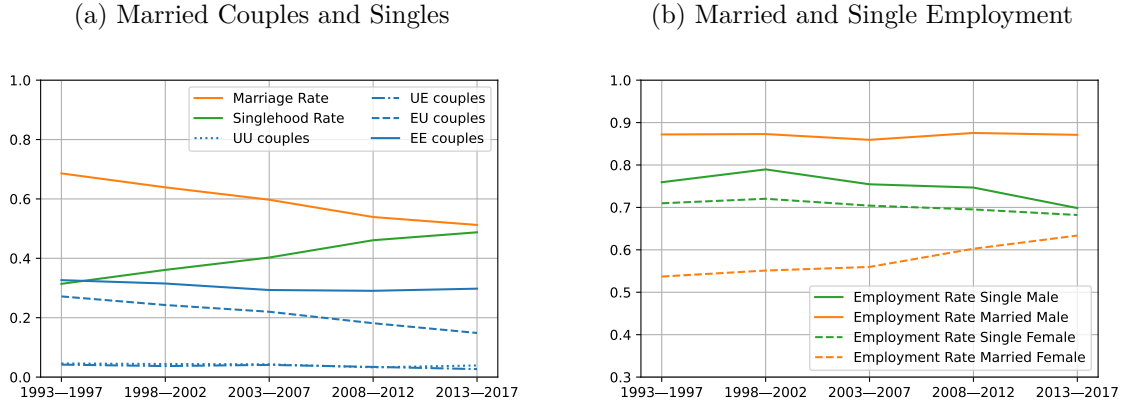 (a) Married Couples and Singles
1.0
0.8
0.6
0.4
0.2
0.0
Marriage Rate
Singlehood Rate
UU couples
UE couples
EU couples
EE couples
1993—1997
1998—2002
2003—2007
2008—2012
2013—2017
(b) Married and Single Employment
1.0
0.9
0.8
0.7
0.6
0.5
0.4
0.3
Employment Rate Single Male
Employment Rate Married Male
Employment Rate Single Female
Employment Rate Married Female
1993—1997
1998—2002
2003—2007
2008—2012
2013—2017